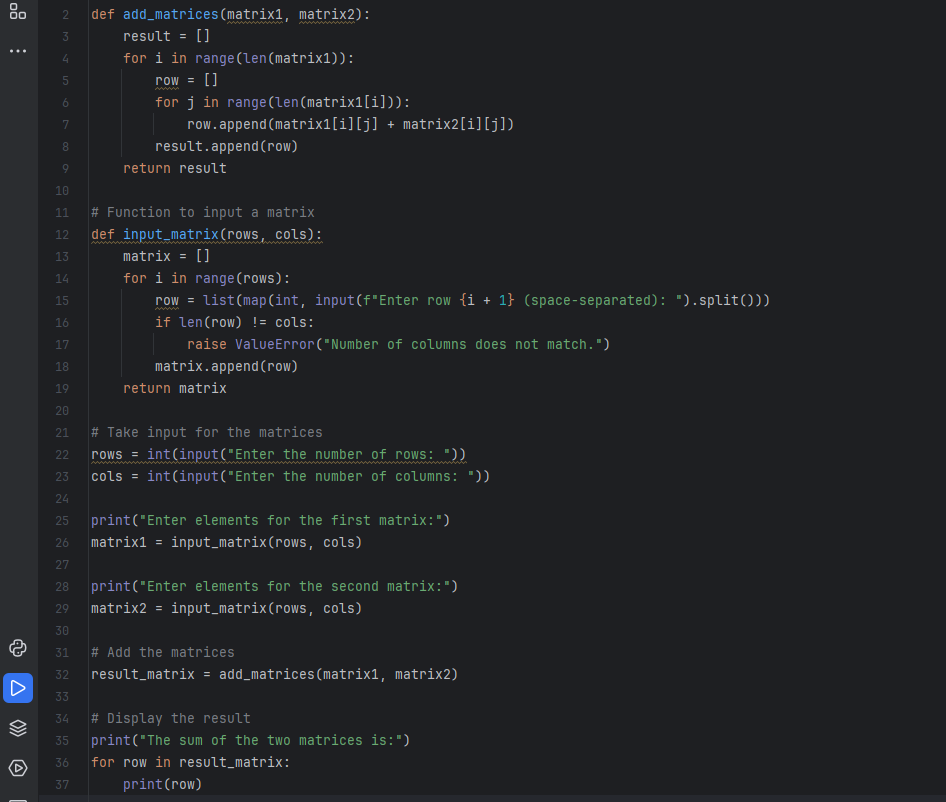 2 def add_matrices(matrix1, matrix2):
3     result = []
4     for i in range(len(matrix1)):
5         row = []
6         for j in range(len(matrix1[i])):
7             row.append(matrix1[i][j] + matrix2[i][j])
8         result.append(row)
9     return result
10
11 # Function to input a matrix
12 def input_matrix(rows, cols):
13     matrix = []
14     for i in range(rows):
15         row = list(map(int, input(f"Enter row {i + 1} (space-separated): ").split()))
16         if len(row) != cols:
17             raise ValueError("Number of columns does not match.")
18         matrix.append(row)
19     return matrix
20
21 # Take input for the matrices
22 rows = int(input("Enter the number of rows: "))
23 cols = int(input("Enter the number of columns: "))
24
25 print("Enter elements for the first matrix:")
26 matrix1 = input_matrix(rows, cols)
27
28 print("Enter elements for the second matrix:")
29 matrix2 = input_matrix(rows, cols)
30
31 # Add the matrices
32 result_matrix = add_matrices(matrix1, matrix2)
33
34 # Display the result
35 print("The sum of the two matrices is:")
36 for row in result_matrix:
37     print(row)